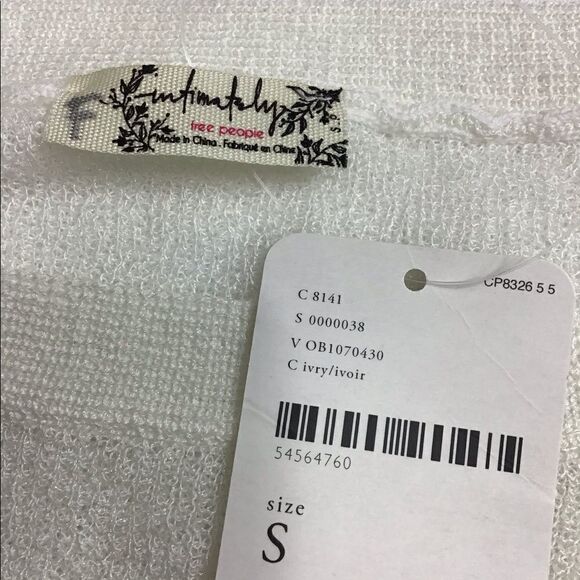 F
intimately
free people
Made in China . Fabriqué en Chine
S/P
CP8326 5 5
C 8141
S 0000038
V OB1070430
C ivry/ivoir
54564760
size
S